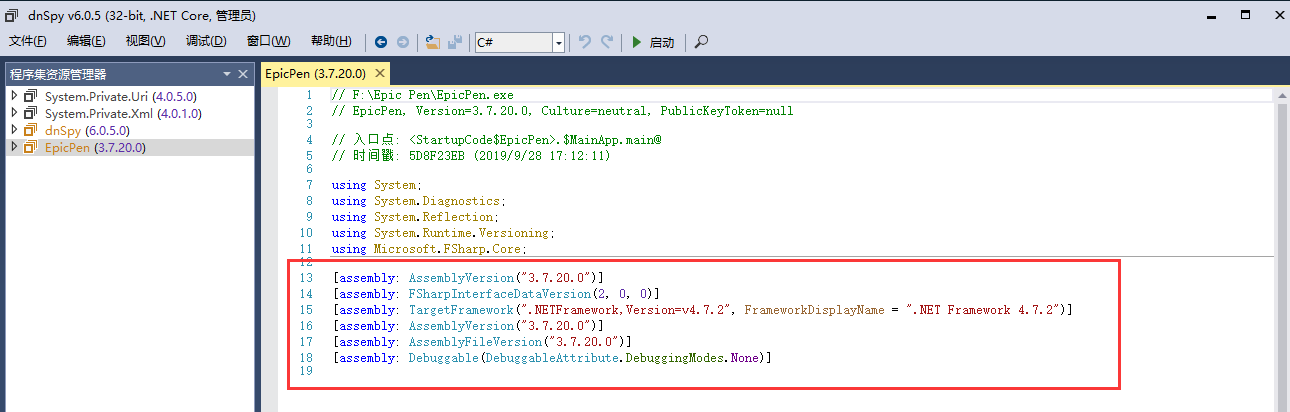 dnSpy v6.0.5 (32-bit, .NET Core, 管理员)
文件(F) 编辑(E) 视图(V) 调试(D) 窗口(W) 帮助(H) C# 启动
程序集资源管理器
System.Private.Uri (4.0.5.0)
System.Private.Xml (4.0.1.0)
dnSpy (6.0.5.0)
EpicPen (3.7.20.0)
EpicPen (3.7.20.0)
1 // F:\Epic Pen\EpicPen.exe
2 // EpicPen, Version=3.7.20.0, Culture=neutral, PublicKeyToken=null
3
4 // 入口点: <StartupCode$EpicPen>.$MainApp.main@
5 // 时间戳: 5D8F23EB (2019/9/28 17:12:11)
6
7 using System;
8 using System.Diagnostics;
9 using System.Reflection;
10 using System.Runtime.Versioning;
11 using Microsoft.FSharp.Core;
12
13 [assembly: AssemblyVersion("3.7.20.0")]
14 [assembly: FSharpInterfaceDataVersion(2, 0, 0)]
15 [assembly: TargetFramework(".NETFramework,Version=v4.7.2", FrameworkDisplayName = ".NET Framework 4.7.2")]
16 [assembly: AssemblyVersion("3.7.20.0")]
17 [assembly: AssemblyFileVersion("3.7.20.0")]
18 [assembly: Debuggable(DebuggableAttribute.DebuggingModes.None)]
19